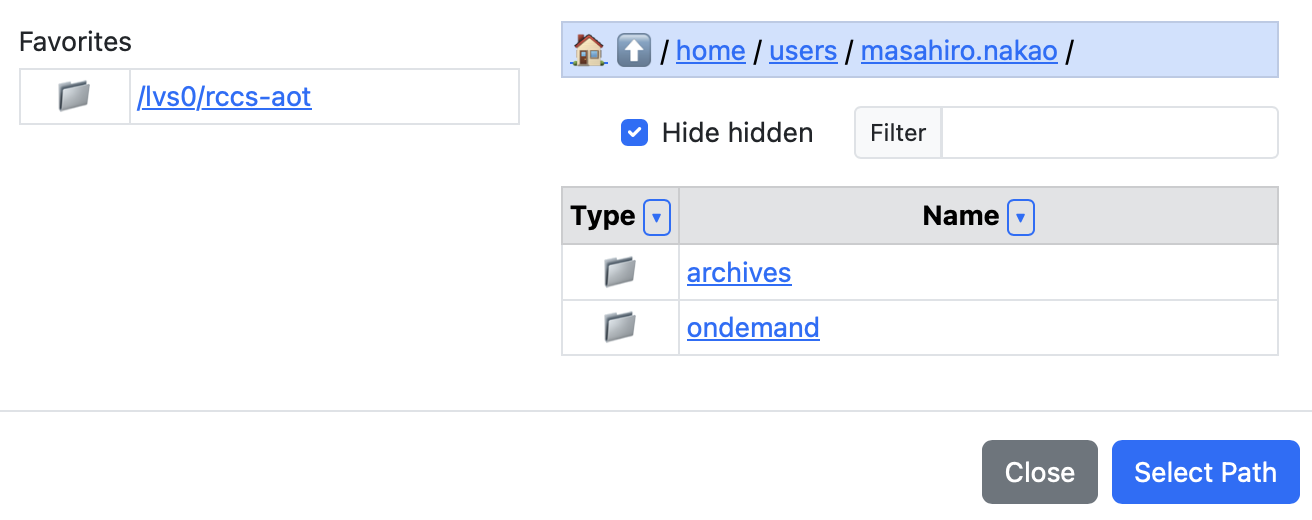 Favorites
/lvs0/rccs-aot
/ home / users / masahiro.nakao /
Hide hidden
Filter
Type Name
archives
ondemand
Close
Select Path